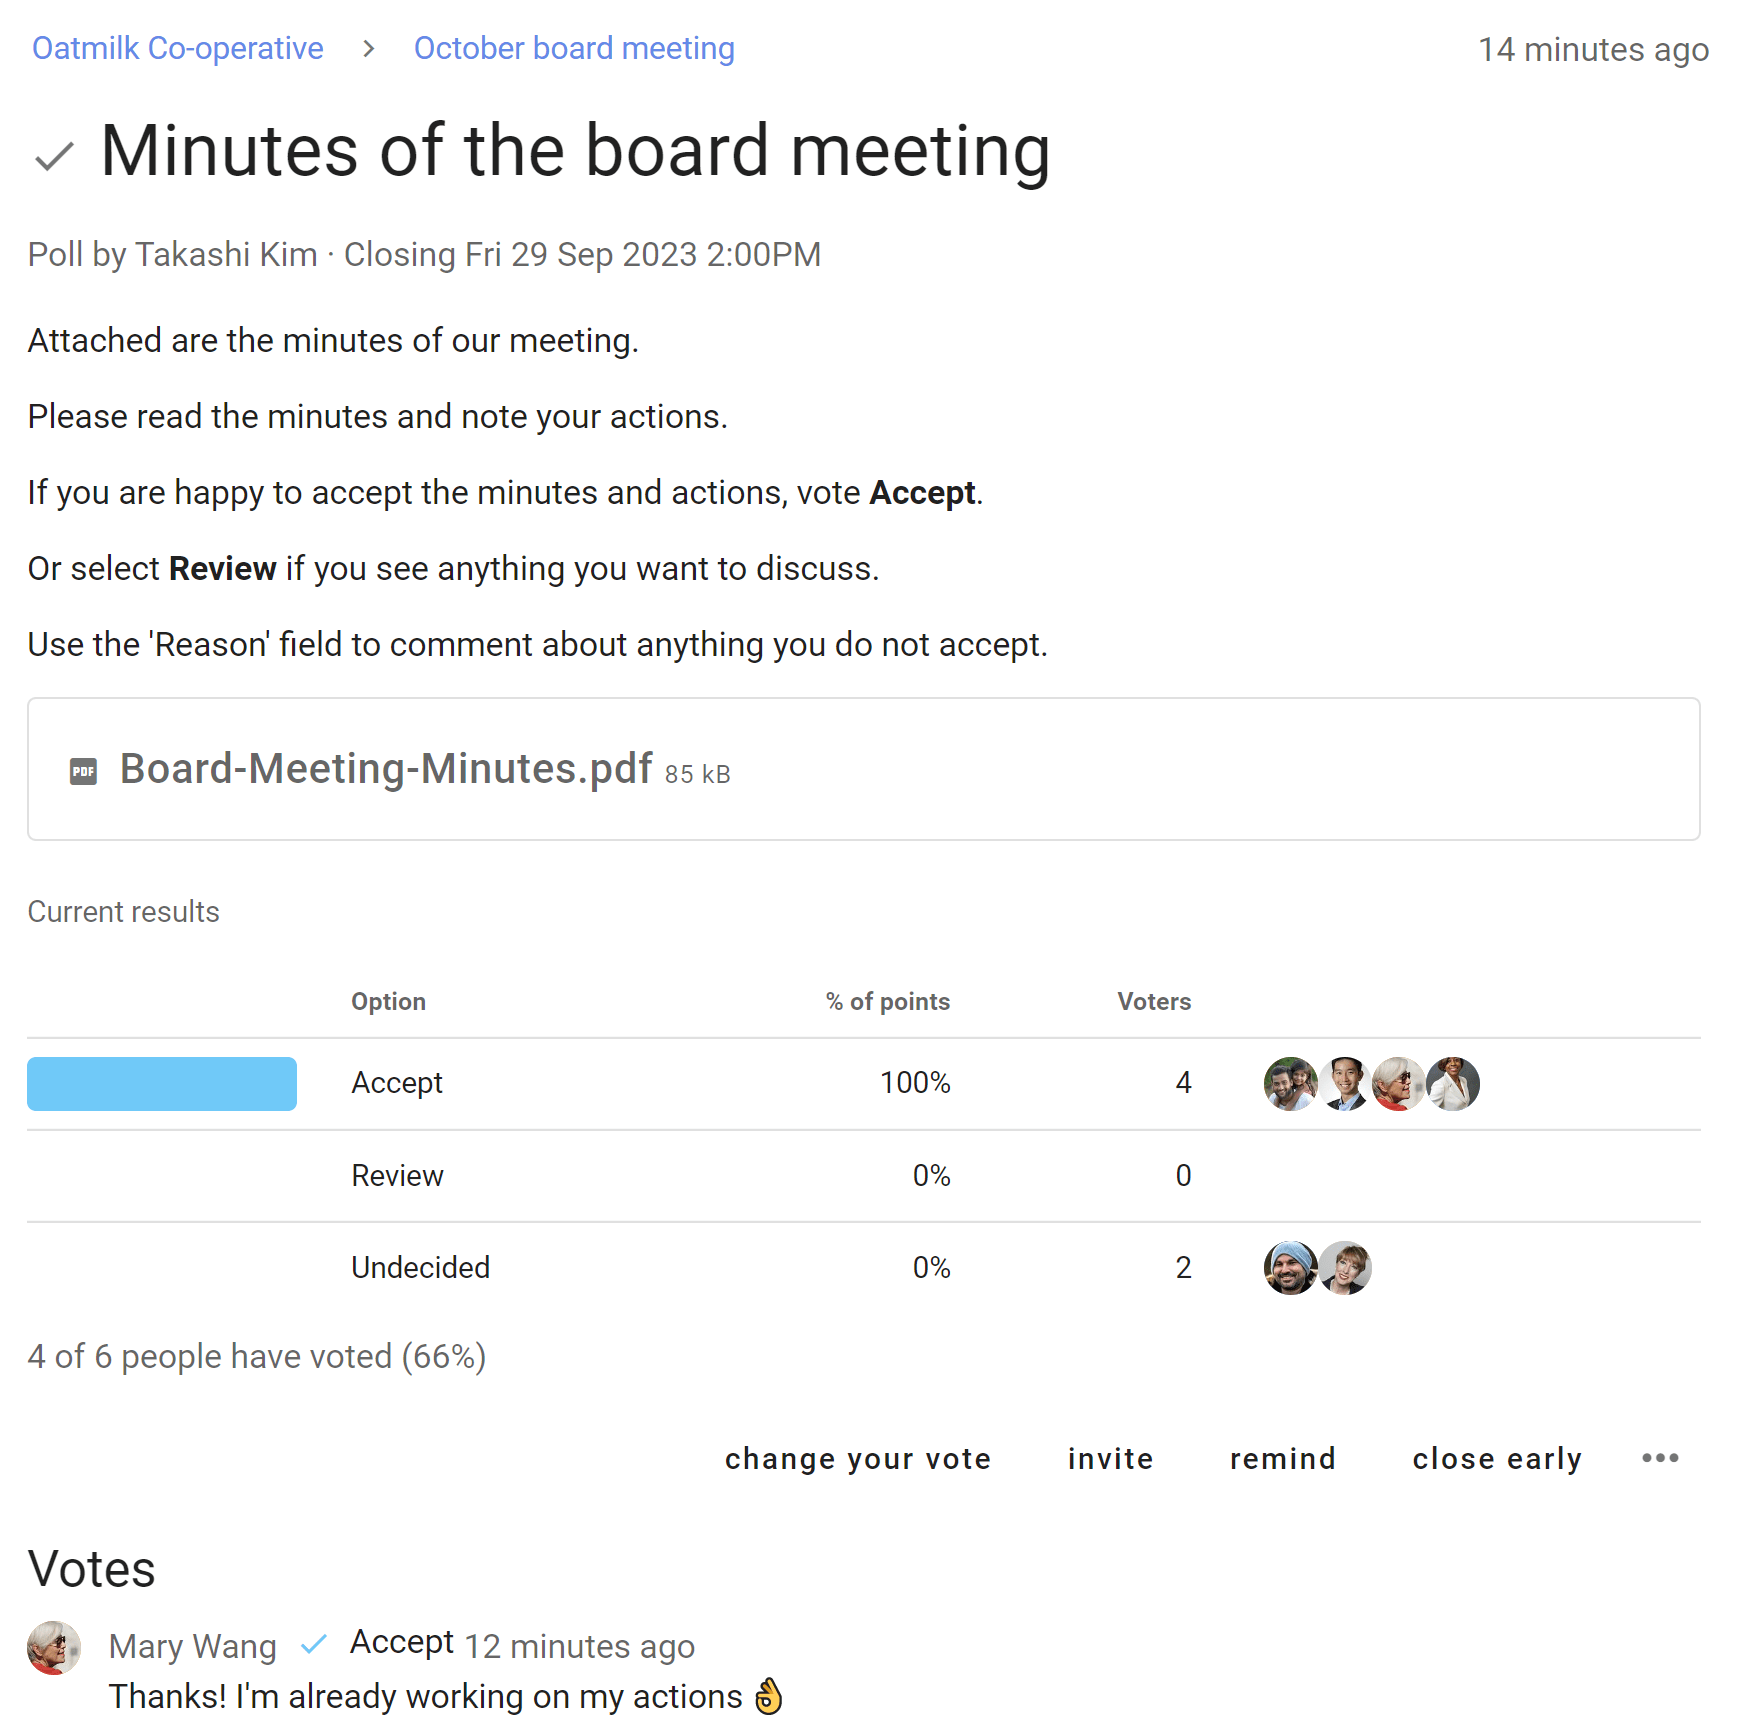 Oatmilk Co-operative > October board meeting 14 minutes ago
Minutes of the board meeting
Poll by Takashi Kim · Closing Fri 29 Sep 2023 2:00PM
Attached are the minutes of our meeting.
Please read the minutes and note your actions.
If you are happy to accept the minutes and actions, vote Accept.
Or select Review if you see anything you want to discuss.
Use the 'Reason' field to comment about anything you do not accept.
PDF Board-Meeting-Minutes.pdf 85 kB
Current results
Option % of points Voters
Accept 100% 4
Review 0% 0
Undecided 0% 2
4 of 6 people have voted (66%)
change your vote invite remind close early
Votes
Mary Wang Accept 12 minutes ago
Thanks! I'm already working on my actions 👌